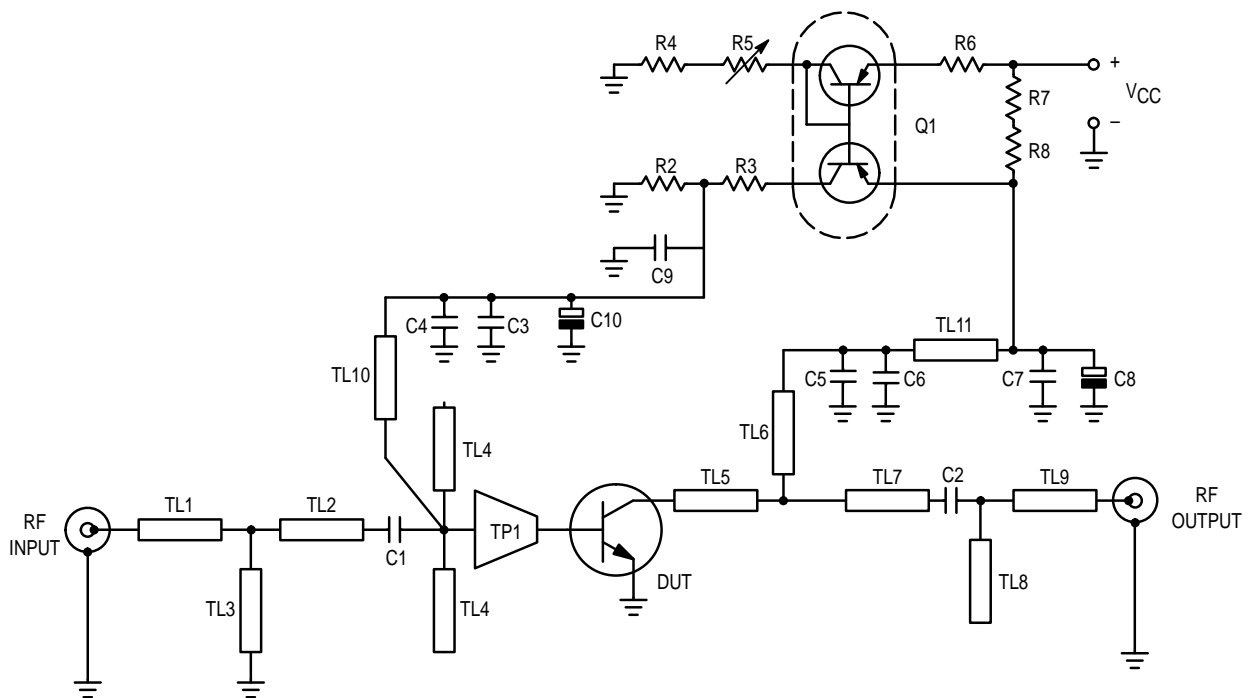 R4
R5
R6
+
VCC
R7
–
Q1
R8
R2
R3
C9
C4
C3
C10
TL11
TL10
C5
C6
C7
C8
TL4
TL6
TL5
TL7
C2
TL9
RF
OUTPUT
RF
INPUT
TL1
TL2
C1
TP1
DUT
TL3
TL4
TL8